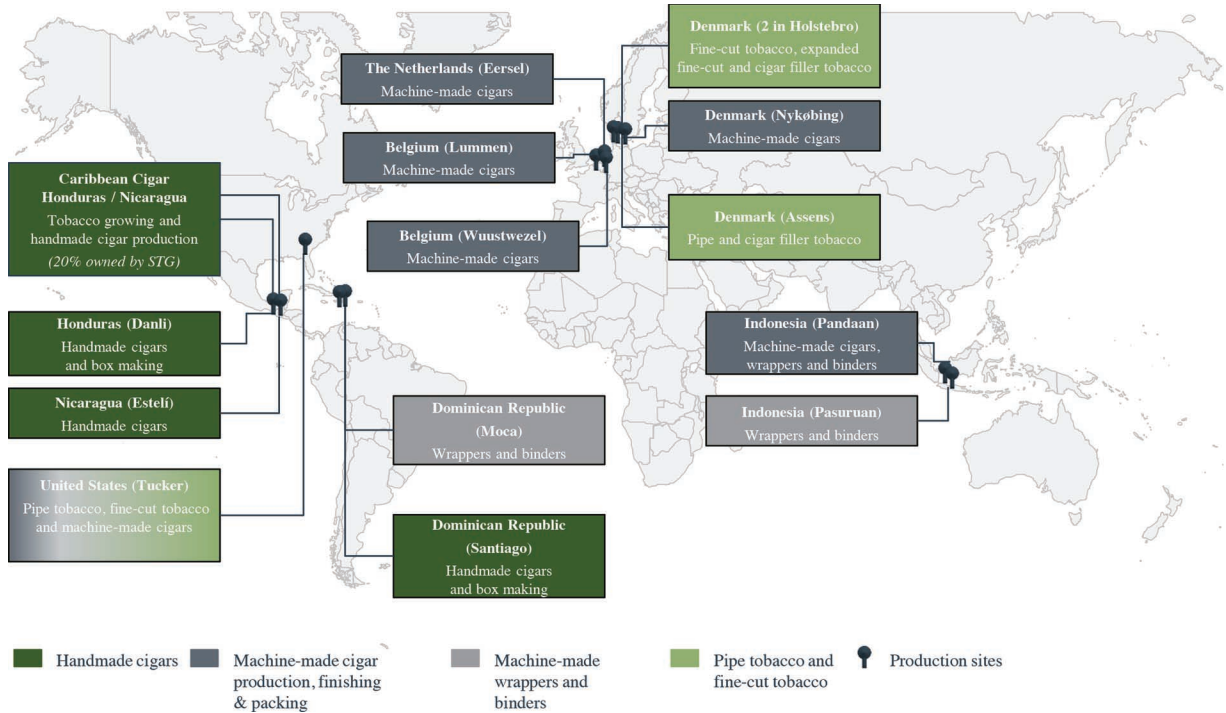 Denmark (2 in Holstebro)
Fine-cut tobacco, expanded
fine-cut and cigar filler tobacco
The Netherlands (Eersel)
Machine-made cigars
Denmark (Nykøbing)
Machine-made cigars
Belgium (Lummen)
Machine-made cigars
Caribbean Cigar
Honduras / Nicaragua
Tobacco growing and
handmade cigar production
(20% owned by STG)
Denmark (Assens)
Pipe and cigar filler tobacco
Belgium (Wuustwezel)
Machine-made cigars
Honduras (Danli)
Handmade cigars
and box making
Indonesia (Pandaan)
Machine-made cigars,
wrappers and binders
Nicaragua (Estelí)
Handmade cigars
Dominican Republic
(Moca)
Wrappers and binders
Indonesia (Pasuruan)
Wrappers and binders
United States (Tucker)
Pipe tobacco, fine-cut tobacco
and machine-made cigars
Dominican Republic
(Santiago)
Handmade cigars
and box making
Handmade cigars
Machine-made cigar
production, finishing
& packing
Machine-made
wrappers and
binders
Pipe tobacco and
fine-cut tobacco
Production sites